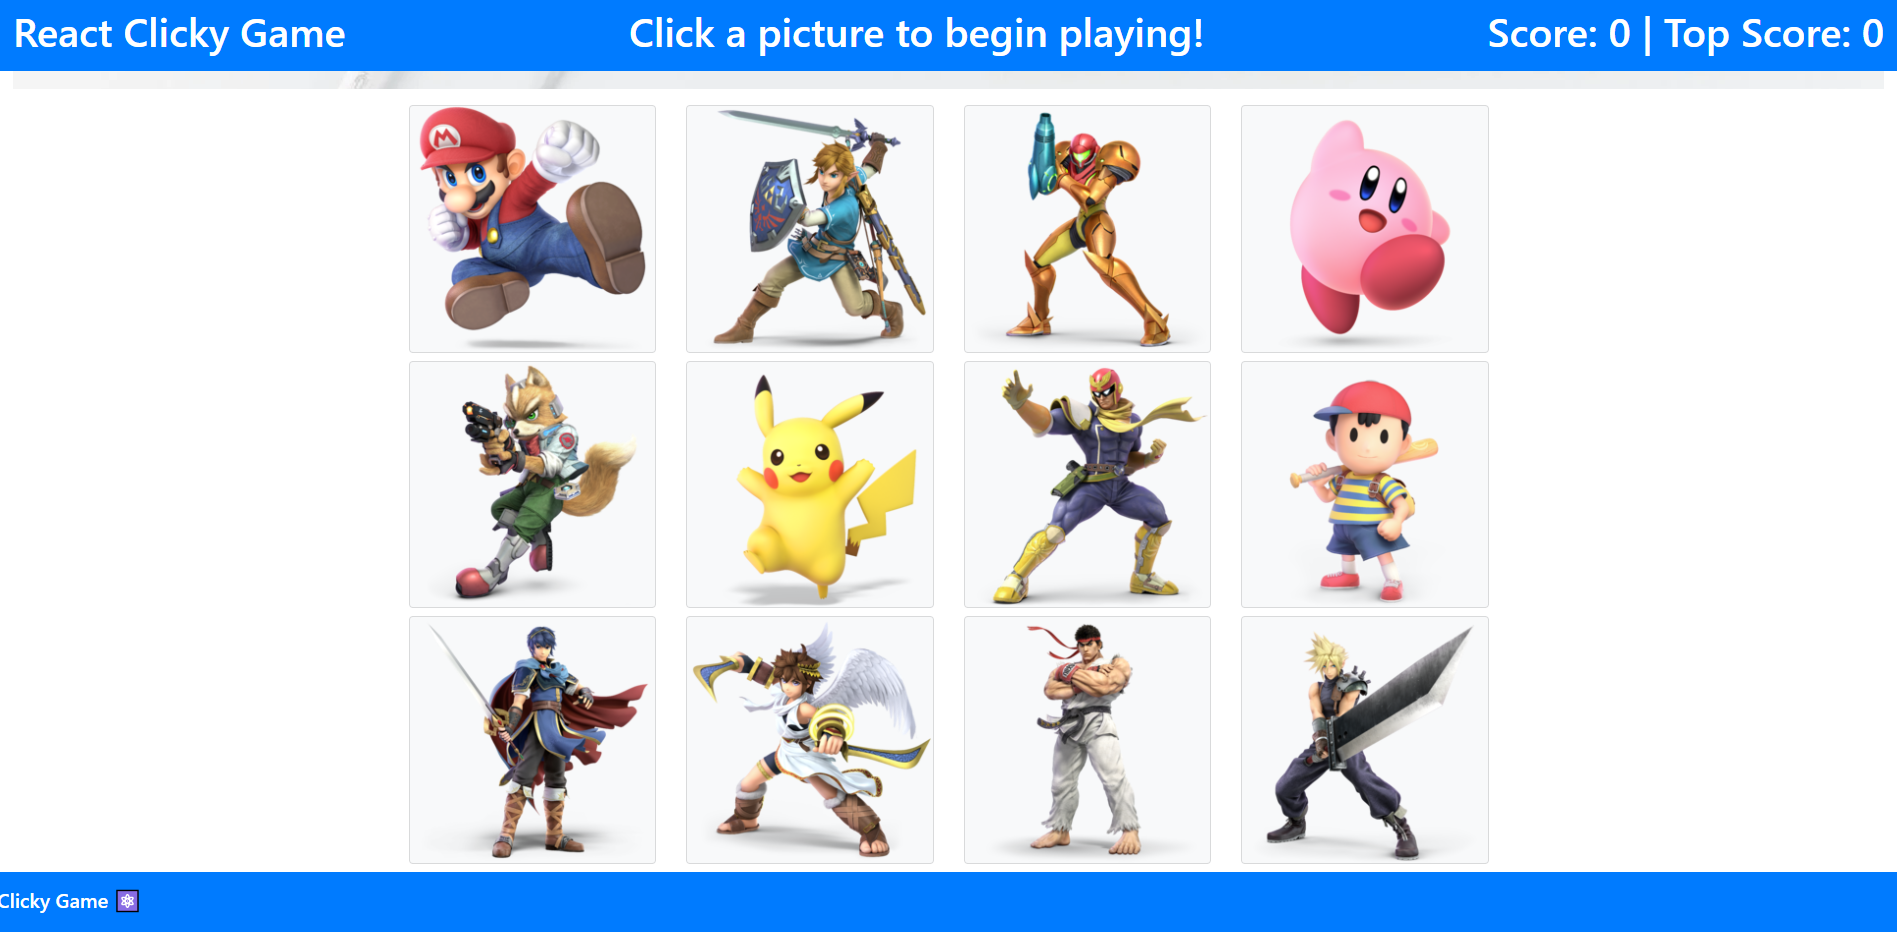 React Clicky Game
Click a picture to begin playing!
Score: 0 | Top Score: 0
M
Clicky Game